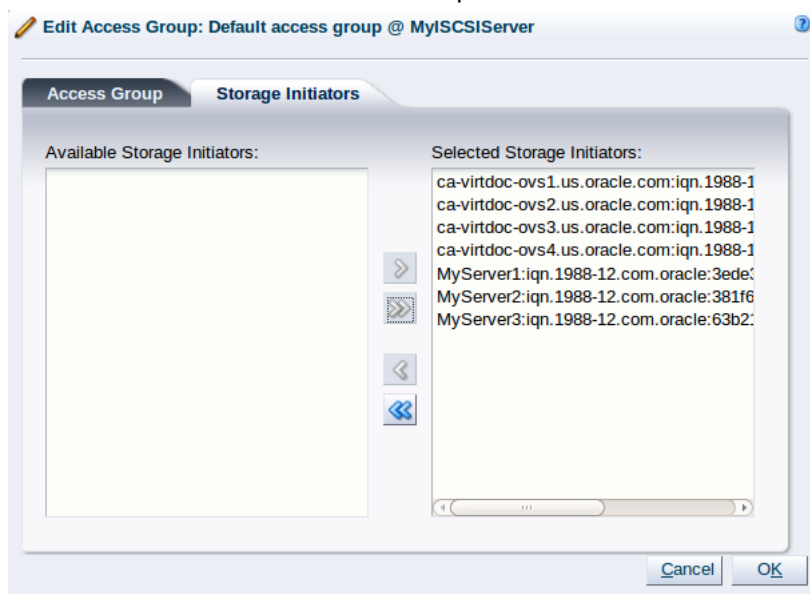 Edit Access Group: Default access group @ MyISCSIServer
Access Group
Storage Initiators
Available Storage Initiators:
Selected Storage Initiators:
ca-virtdoc-ovs1.us.oracle.com:iqn.1988-1
ca-virtdoc-ovs2.us.oracle.com:iqn.1988-1
ca-virtdoc-ovs3.us.oracle.com:iqn.1988-1
ca-virtdoc-ovs4.us.oracle.com:iqn.1988-1
MyServer1:iqn.1988-12.com.oracle:3ede3
MyServer2:iqn.1988-12.com.oracle:381f6
MyServer3:iqn.1988-12.com.oracle:63b21
Cancel
OK